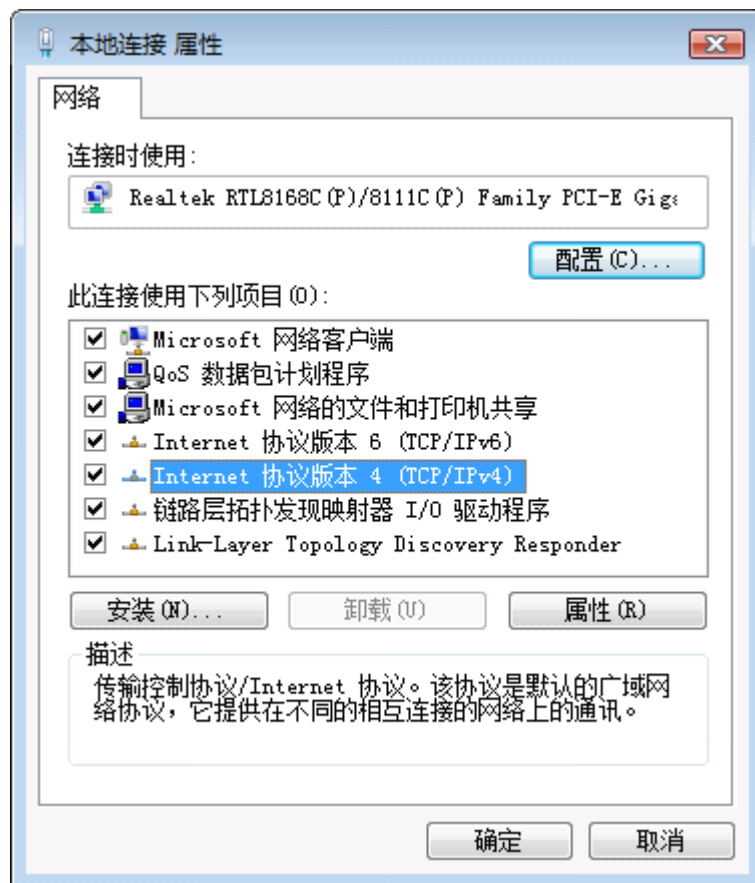 本地连接 属性
网络
连接时使用:
Realtek RTL8168C(P)/8111C(P) Family PCI-E Giga
配置(C)...
此连接使用下列项目(O):
Microsoft 网络客户端
QoS 数据包计划程序
Microsoft 网络的文件和打印机共享
Internet 协议版本 6 (TCP/IPv6)
Internet 协议版本 4 (TCP/IPv4)
链路层拓扑发现映射器 I/O 驱动程序
Link-Layer Topology Discovery Responder
安装(N)... 卸载(U) 属性(R)
描述
传输控制协议/Internet 协议。该协议是默认的广域网
络协议,它提供在不同的相互连接的网络上的通讯。
确定 取消